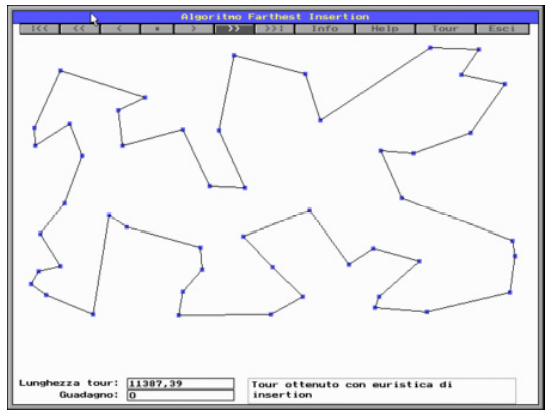 Algoritmo Farthest Insertion
|<< << < * > >> >>| Info Help Tour Esci
Lunghezza tour: 11387,39
Guadagno: 0
Tour ottenuto con euristica di
insertion